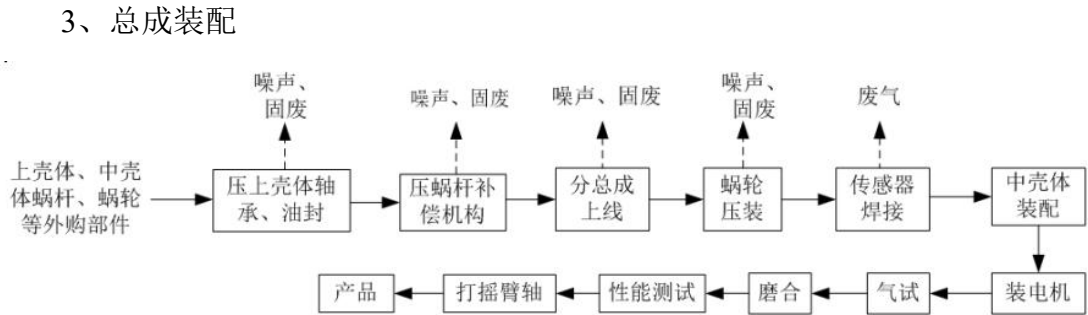 3、总成装配
噪声、
固废
噪声、固废
噪声、固废
噪声、
固废
废气
上壳体、中壳
体蜗杆、蜗轮
等外购部件
压上壳体轴
承、油封
压蜗杆补
偿机构
分总成
上线
蜗轮
压装
传感器
焊接
中壳体
装配
装电机
气试
磨合
性能测试
打摇臂轴
产品